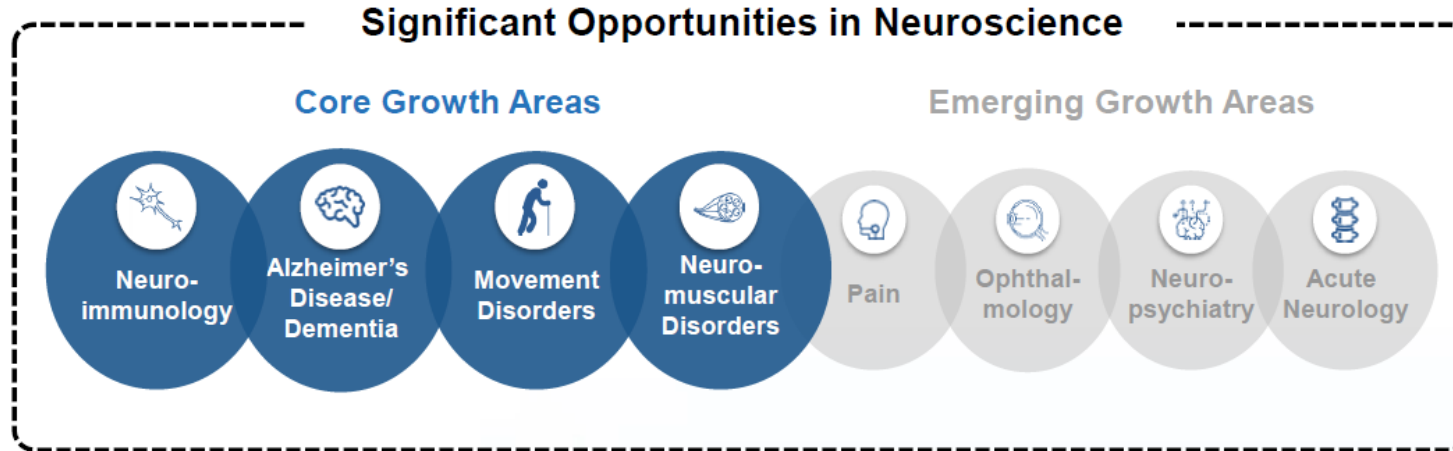 Significant Opportunities in Neuroscience
Core Growth Areas
Emerging Growth Areas
Neuro-
immunology
Alzheimer's
Disease/
Dementia
Movement
Disorders
Neuro-
muscular
Disorders
Pain
Ophthal-
mology
Neuro-
psychiatry
Acute
Neurology